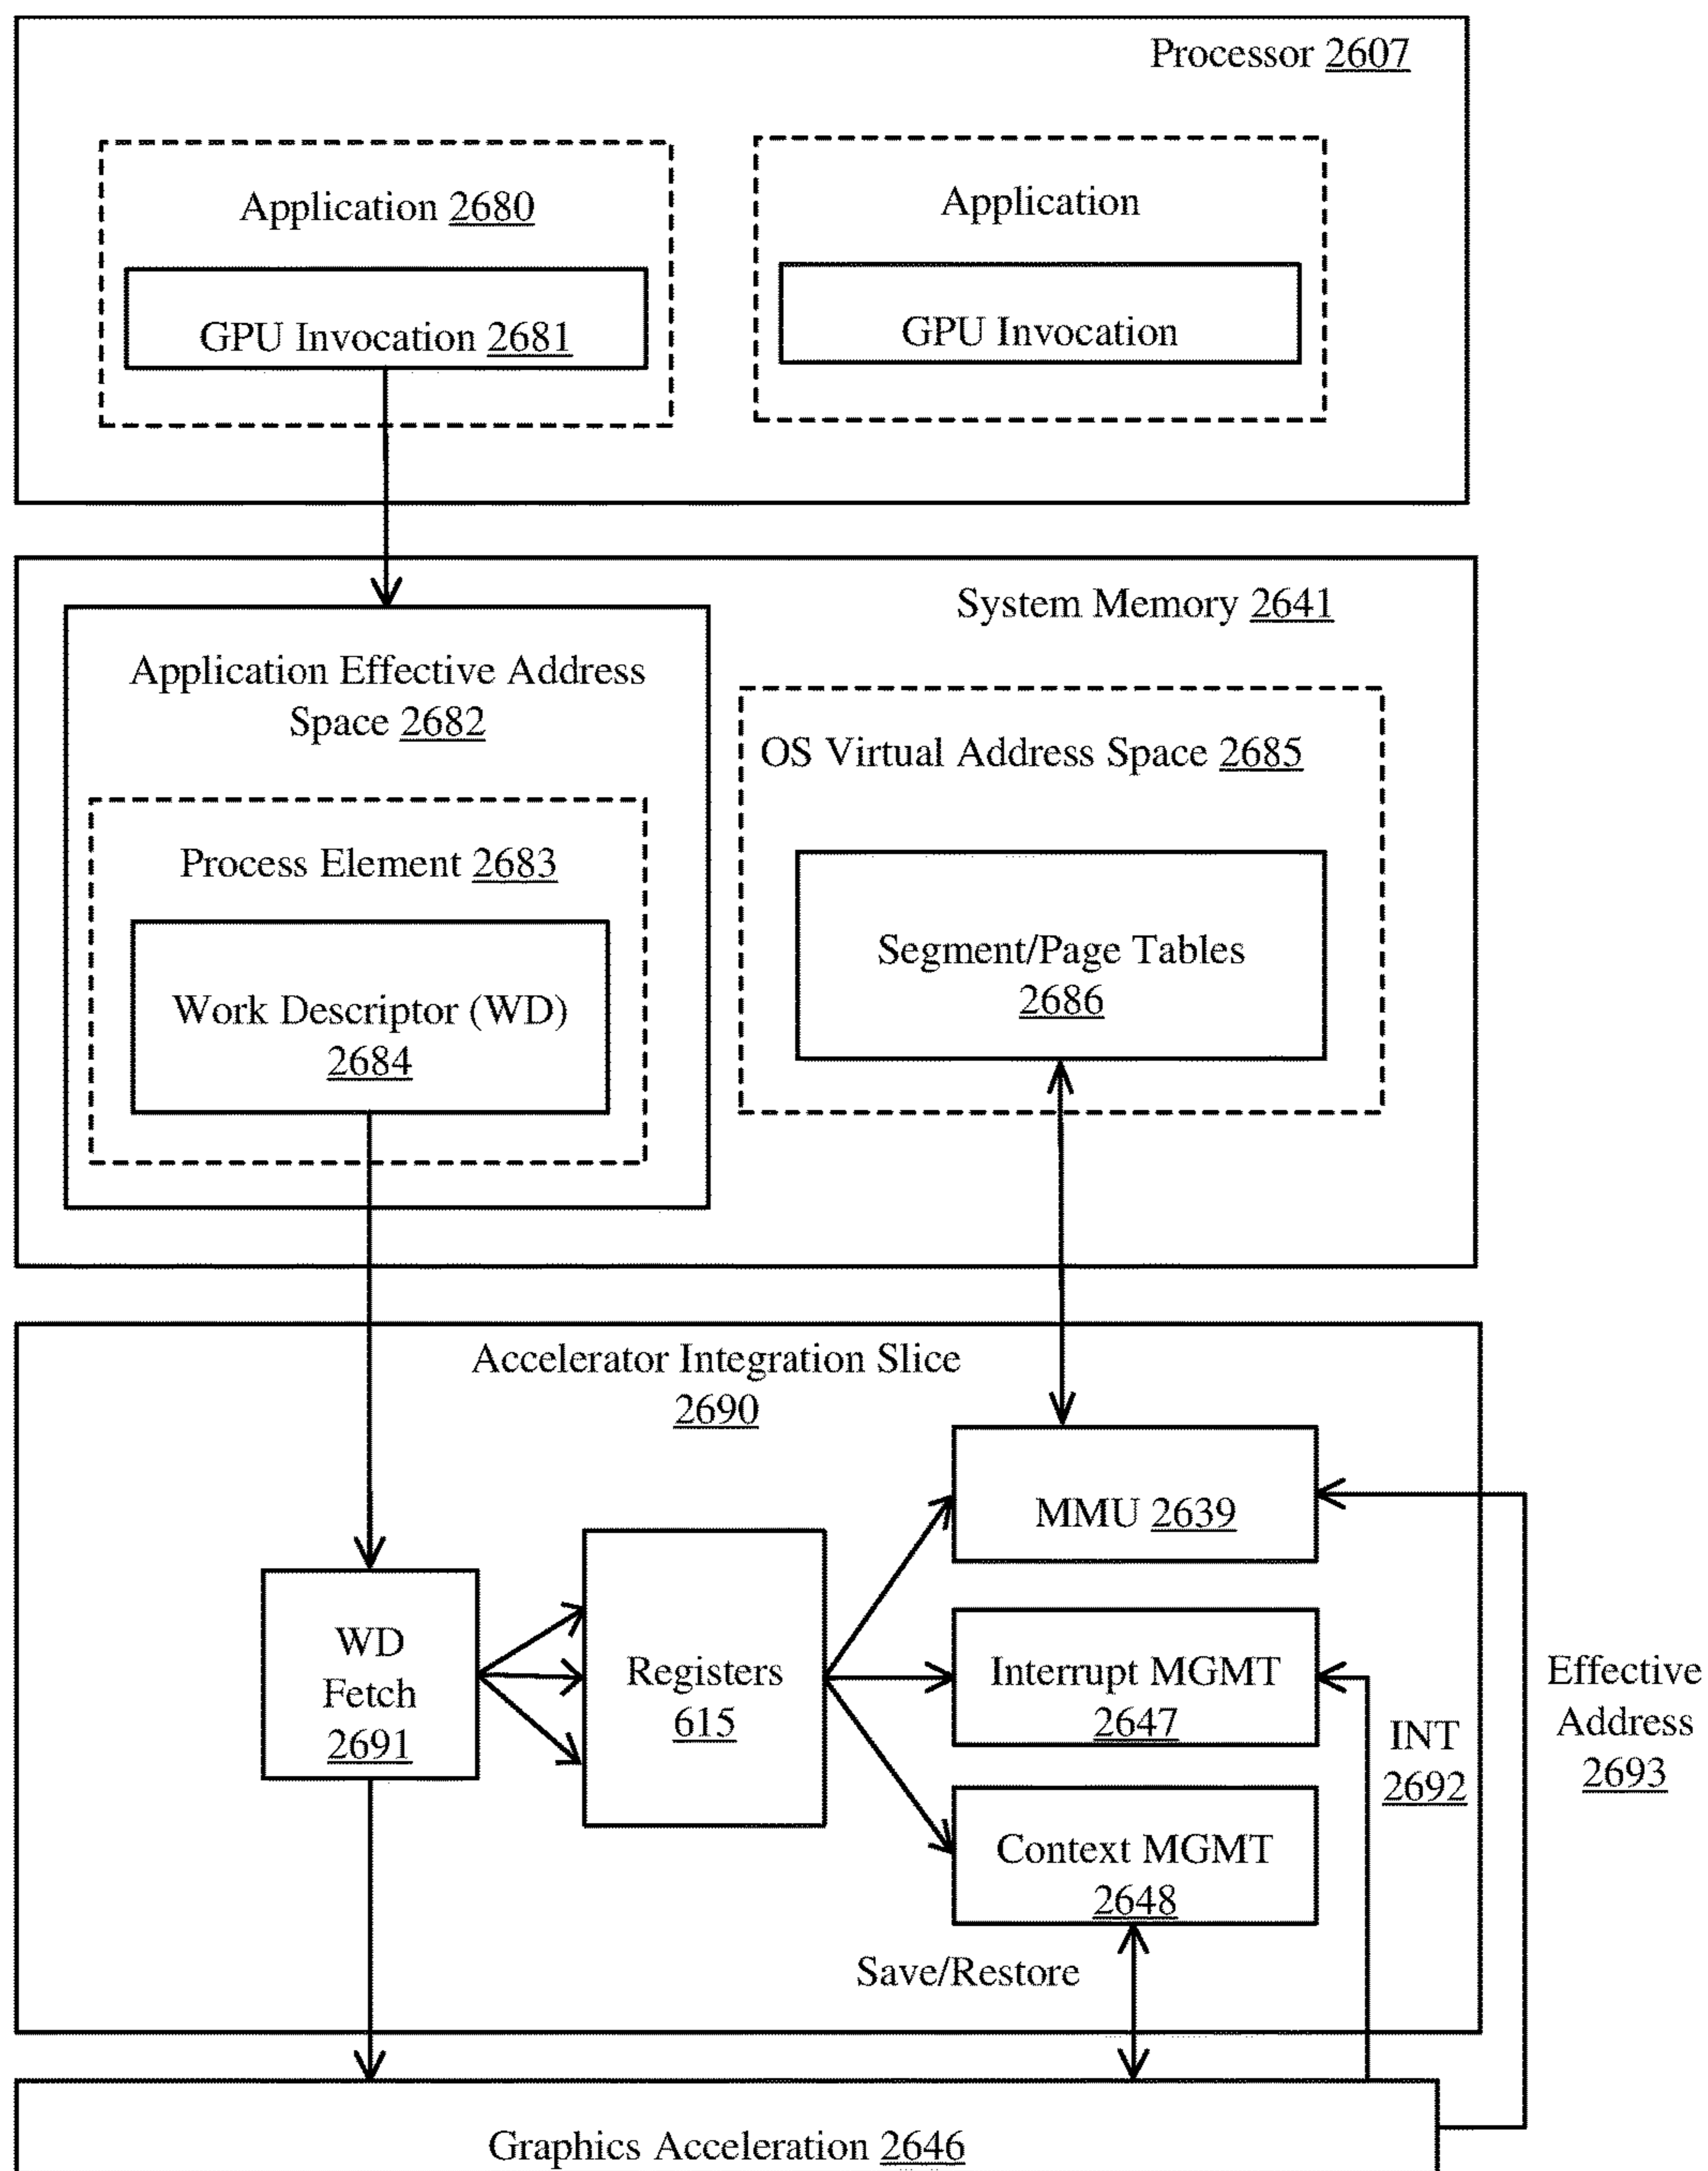 Processor 2607
Application 2680
GPU Invocation 2681
Application
GPU Invocation
System Memory 2641
Application Effective Address
Space 2682
Process Element 2683
Work Descriptor (WD)
2684
OS Virtual Address Space 2685
Segment/Page Tables
2686
Accelerator Integration Slice
2690
WD
Fetch
2691
Registers
615
MMU 2639
Interrupt MGMT
2647
Context MGMT
2648
Save/Restore
INT
2692
Effective
Address
2693
Graphics Acceleration 2646